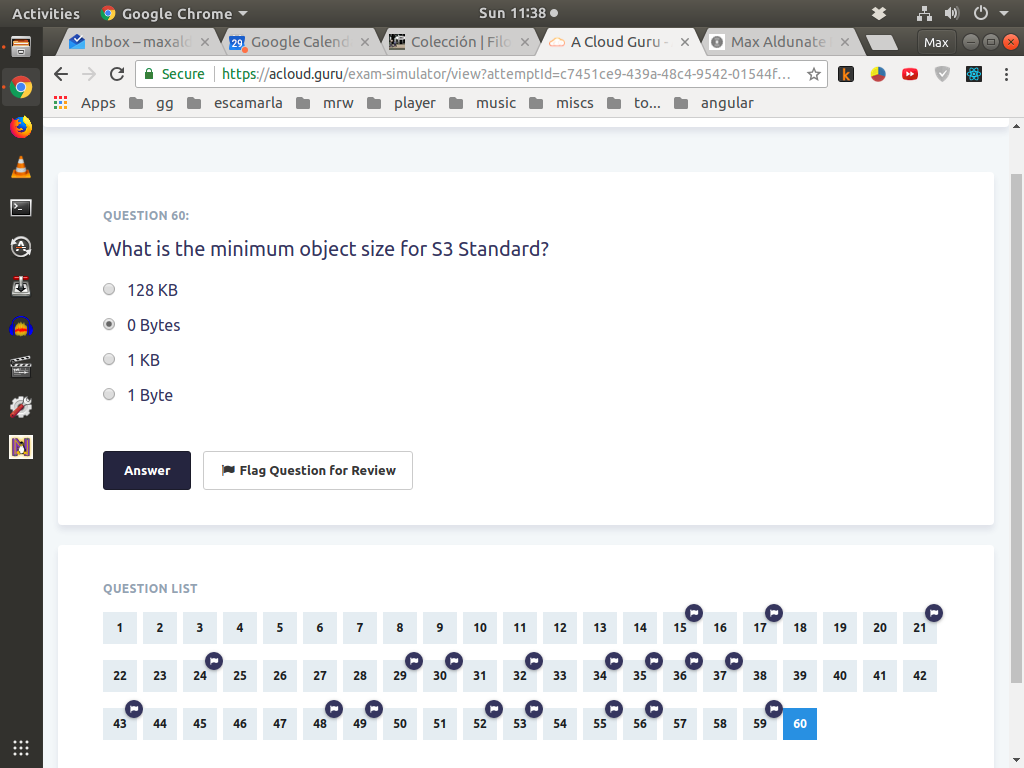 Activities Google Chrome Sun 11:38
Inbox – maxald Google Calend Colección | Filo A Cloud Guru - Max Aldunate Max
Secure https://acloud.guru/exam-simulator/view?attemptId=c7451ce9-439a-48c4-9542-01544f...
Apps gg escamarla mrw player music miscs to... angular
QUESTION 60:
What is the minimum object size for S3 Standard?
128 KB
0 Bytes
1 KB
1 Byte
Answer Flag Question for Review
QUESTION LIST
1 2 3 4 5 6 7 8 9 10 11 12 13 14 15 16 17 18 19 20 21
22 23 24 25 26 27 28 29 30 31 32 33 34 35 36 37 38 39 40 41 42
43 44 45 46 47 48 49 50 51 52 53 54 55 56 57 58 59 60